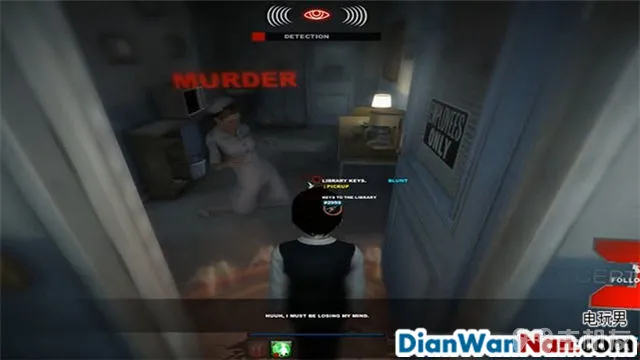 DETECTION
MURDER
EMPLOYEES
ONLY
LIBRARY KEYS.
BLUNT
PICKUP
KEYS TO THE LIBRARY
FOLLO
HUUH, I MUST BE LOSING MY MIND.
电玩男
DianWanNan.com